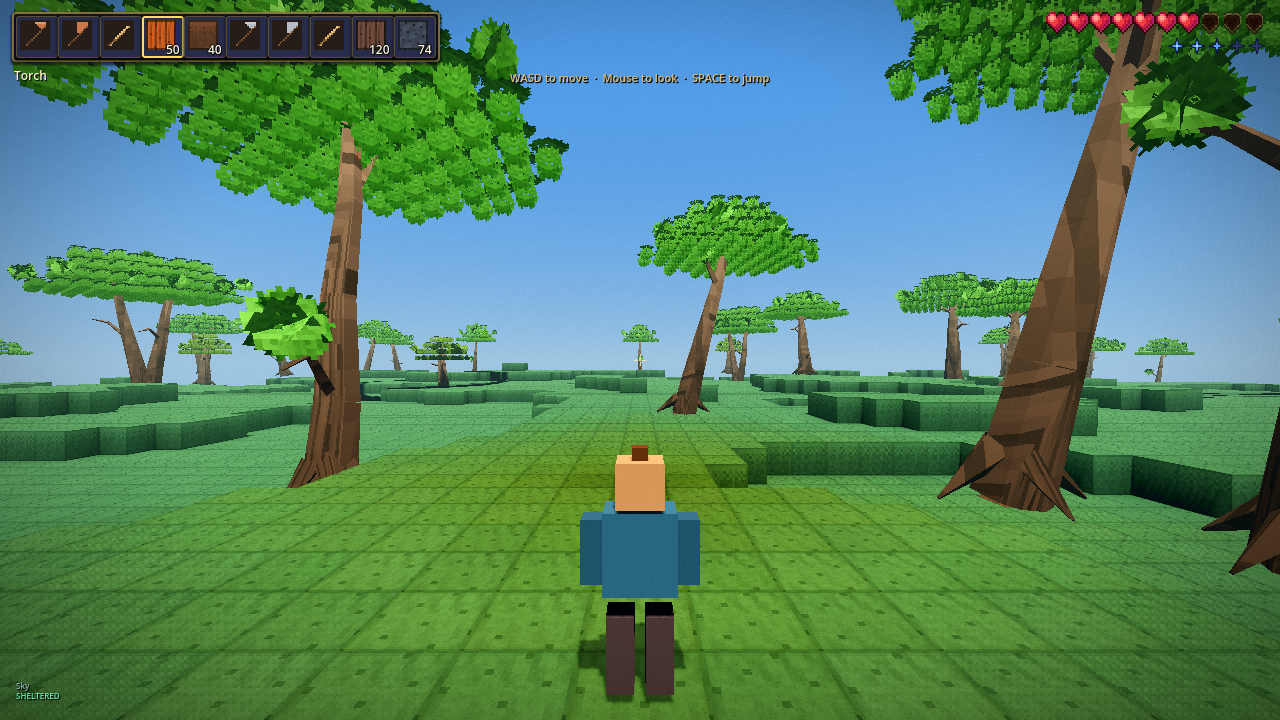 50 40 120 74
Torch
WASD to move · Mouse to look · SPACE to jump
Sky
SHELTERED